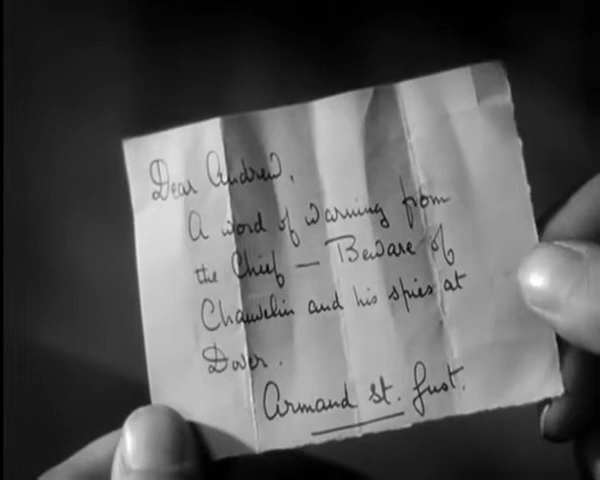 Dear Andrew,
A word of warning from
the Chief — Beware of
Chauvelin and his spies at
Dover.
Armand St. Just.